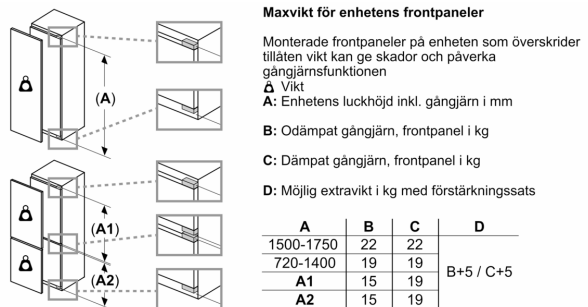 Maxvikt för enhetens frontpaneler
Monterade frontpaneler på enheten som överskrider
tillåten vikt kan ge skador och påverka
gångjärnsfunktionen
Vikt
A: Enhetens luckhöjd inkl. gångjärn i mm
B: Odämpat gångjärn, frontpanel i kg
C: Dämpat gångjärn, frontpanel i kg
D: Möjlig extravikt i kg med förstärkningssats
(A)
(A1)
(A2)
A B C D
1500-1750 22 22
720-1400 19 19
B+5 / C+5
A1 15 19
A2 15 19